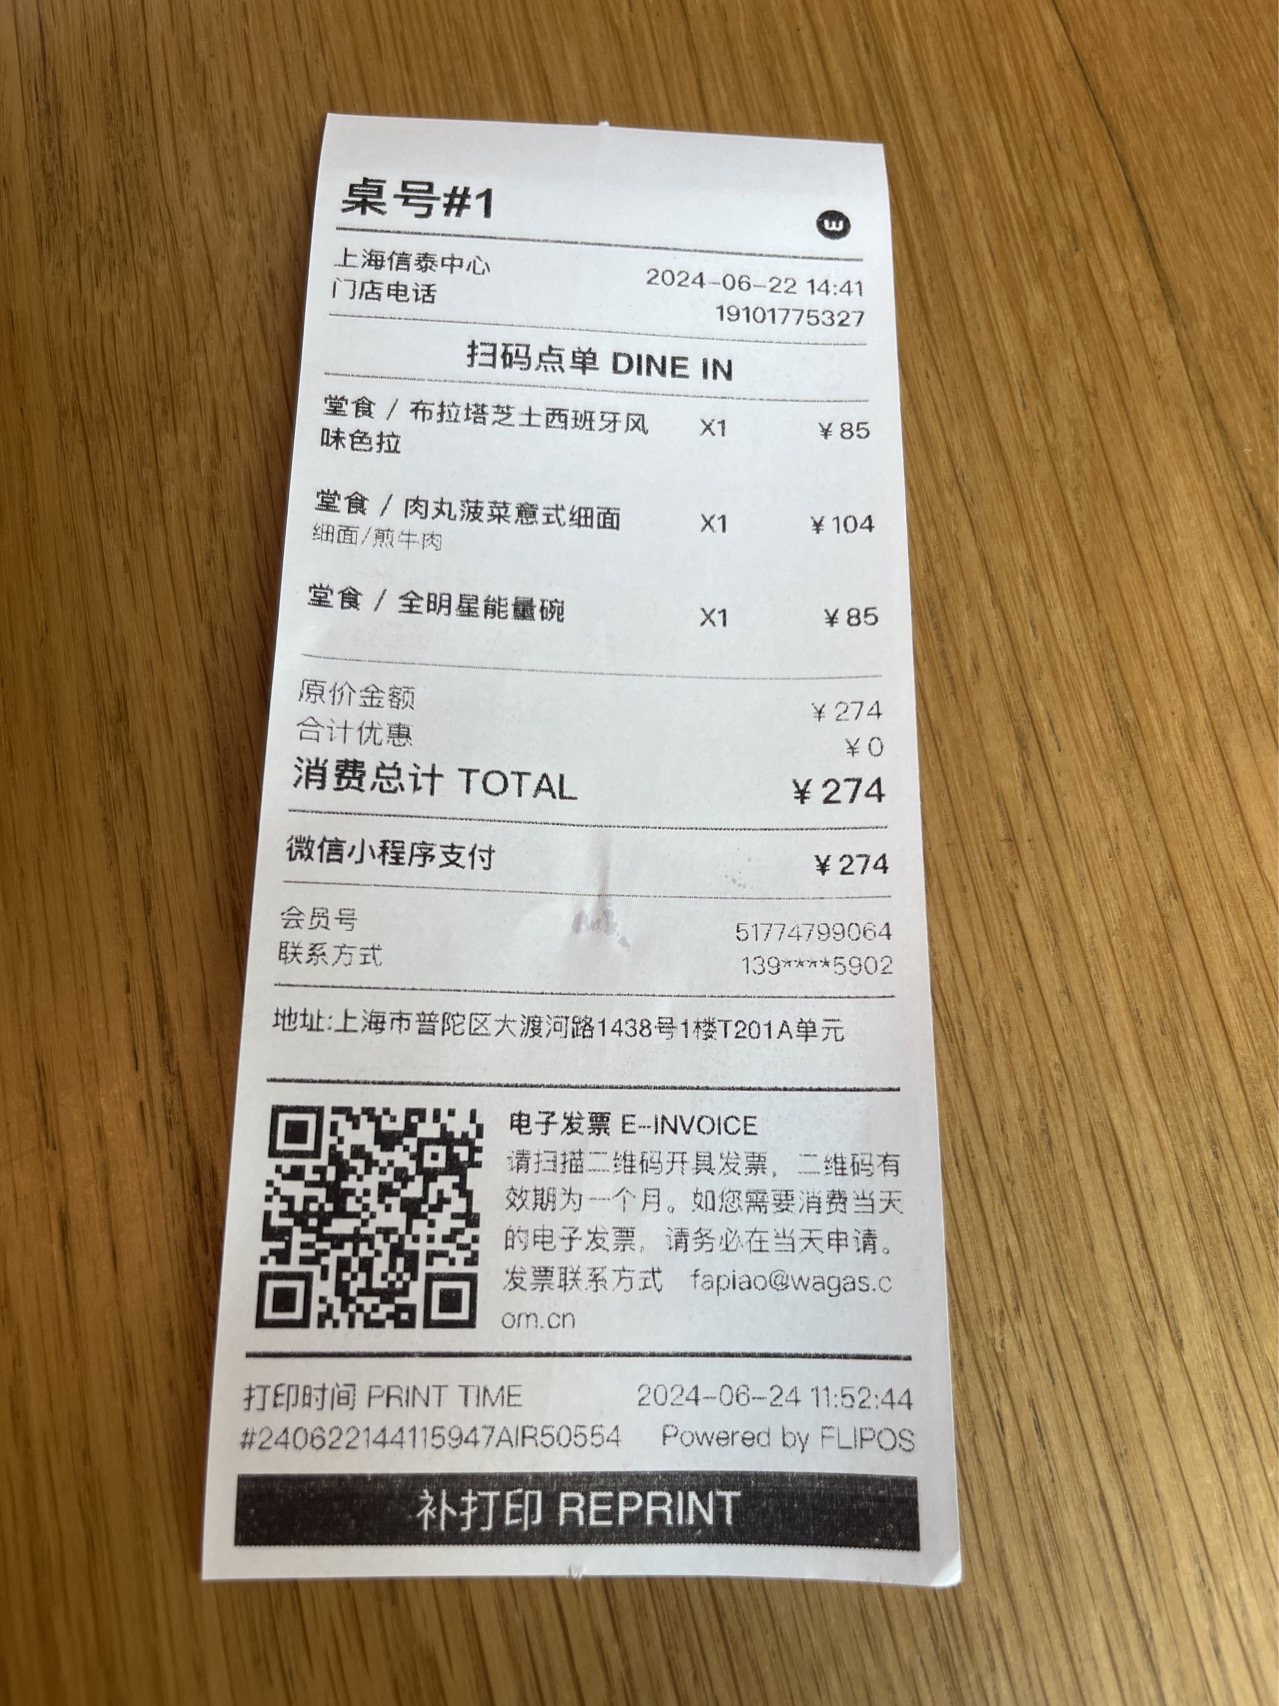 桌号#1
W
上海信泰中心 2024-06-22 14:41
门店电话 19101775327
扫码点单 DINE IN
堂食 / 布拉塔芝士西班牙风 X1 ¥85
味色拉
堂食 / 肉丸菠菜意式细面 X1 ¥104
细面/煎牛肉
堂食 / 全明星能量碗 X1 ¥85
原价金额 ¥274
合计优惠 ¥0
消费总计 TOTAL ¥274
微信小程序支付 ¥274
会员号 51774799064
联系方式 139****5902
地址:上海市普陀区大渡河路1438号1楼T201A单元
电子发票 E-INVOICE
请扫描二维码开具发票，二维码有
效期为一个月。如您需要消费当天
的电子发票，请务必在当天申请。
发票联系方式 fapiao@wagas.c
om.cn
打印时间 PRINT TIME 2024-06-24 11:52:44
#240622144115947AIR50554 Powered by FLIPOS
补打印 REPRINT